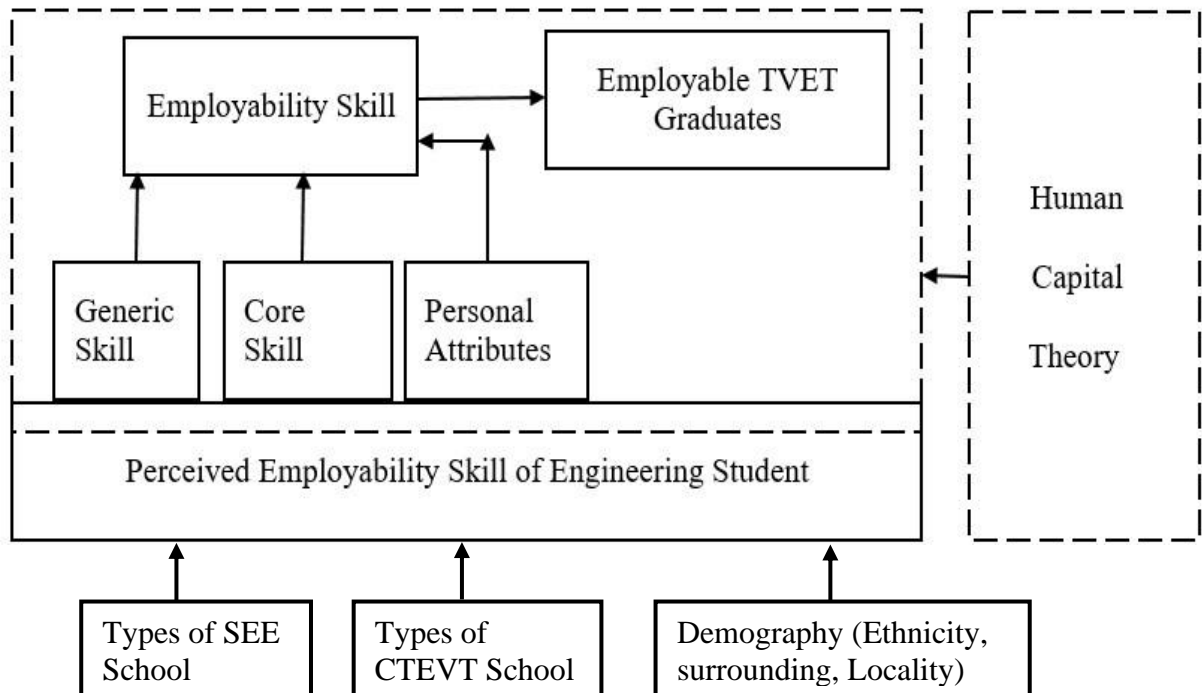 Employability Skill
Employable TVET
Graduates
Generic
Skill
Core
Skill
Personal
Attributes
Human
Capital
Theory
Perceived Employability Skill of Engineering Student
Types of SEE
School
Types of
CTEVT School
Demography (Ethnicity,
surrounding, Locality)